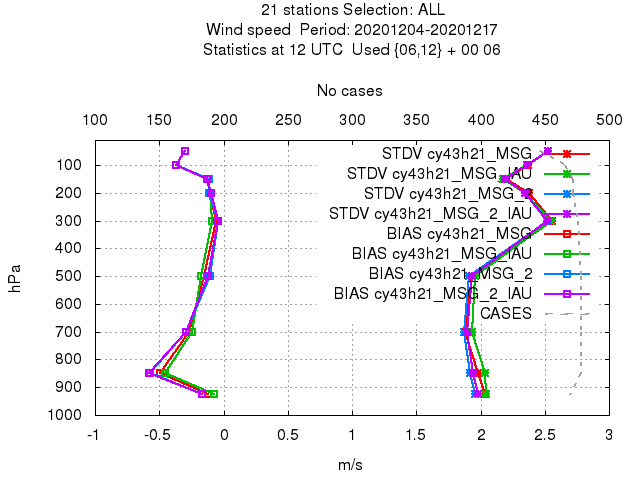 21 stations Selection: ALL
Wind speed  Period: 20201204-20201217
Statistics at 12 UTC  Used {06,12} + 00 06
No cases
100 150 200 250 300 350 400 450 500
STDV cy43h21_MSG
100
STDV cy43h21_MSG_IAU
200
STDV cy43h21_MSG_2
STDV cy43h21_MSG_2_IAU
300
BIAS cy43h21_MSG
400
BIAS cy43h21_MSG_IAU
500
BIAS cy43h21_MSG_2
BIAS cy43h21_MSG_2_IAU
600
CASES
700
800
900
1000
hPa
-1 -0.5 0 0.5 1 1.5 2 2.5 3
m/s